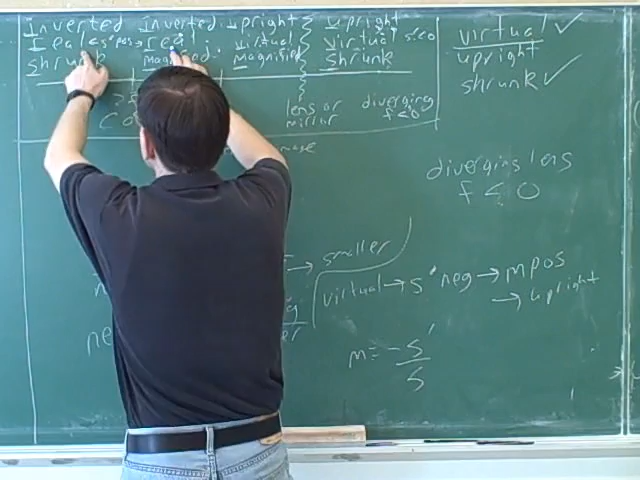 Inverted Inverted upright upright
real ← s' pos → real virtual virtual s'<0
Shrunk magnified magnified Shrunk
lens or diverging
mirror f<0
virtual ✓
upright
shrunk ✓
diverging lens
f < 0
→ smaller
virtual → s' neg → m pos
→ upright
m = -s'
s